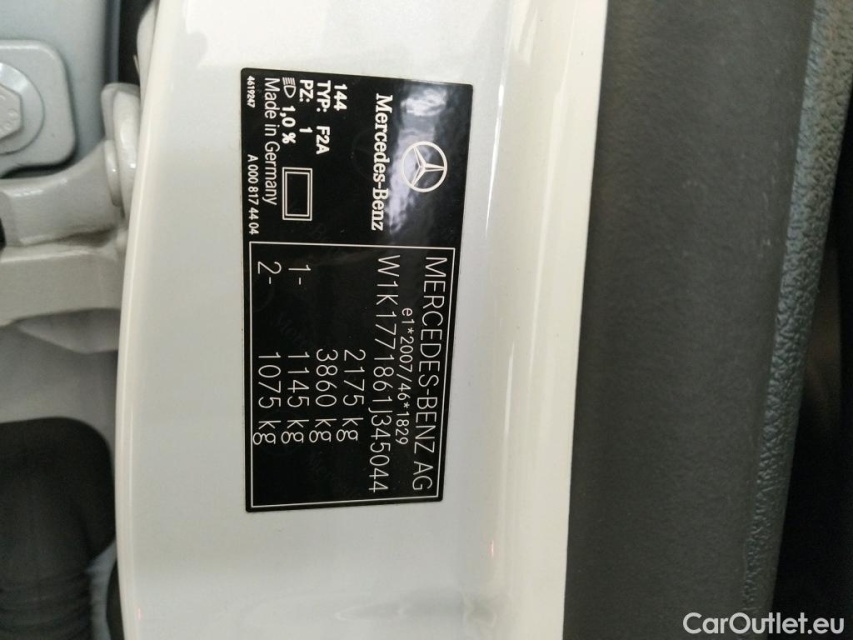 Mercedes-Benz
144
TYP: F2A
PZ: 1
1,0 %
Made in Germany
4619247 A 000 817 44 04
MERCEDES-BENZ AG
e1*2007/46*1829
W1K1771861J345044
2175 kg
3860 kg
1- 1145 kg
2- 1075 kg
CarOutlet.eu